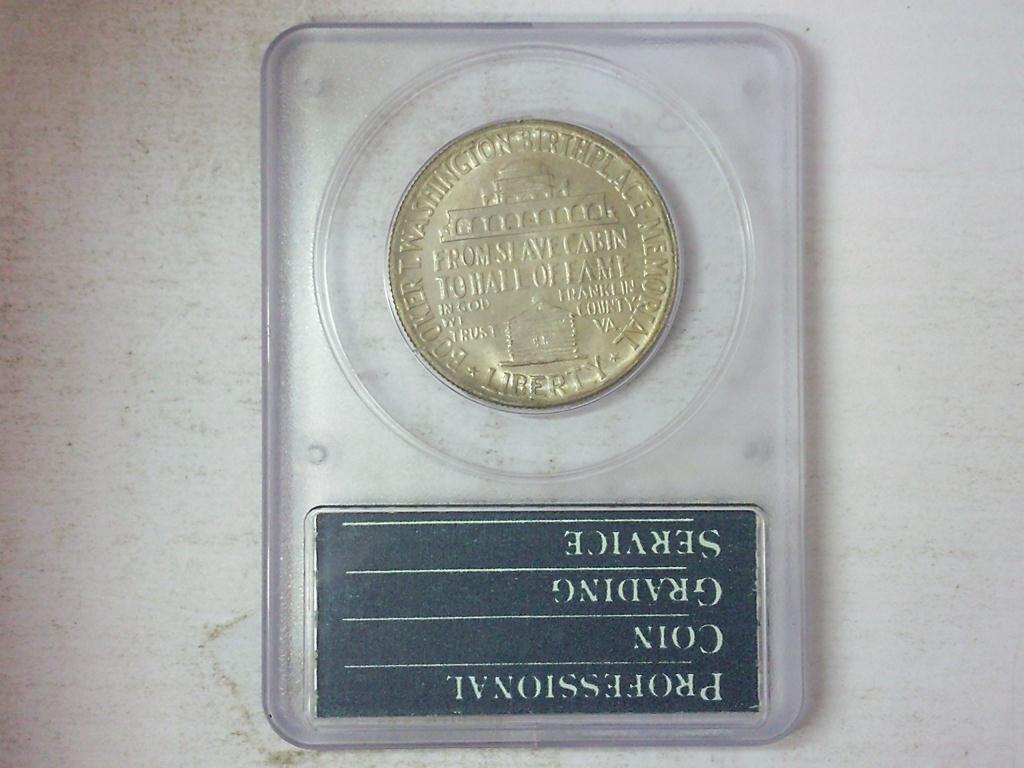 BOOKER T. WASHINGTON BIRTHPLACE MEMORIAL
FROM SLAVE CABIN
TO HALL OF FAME
IN GOD
WE
TRUST
FRANKLIN
COUNTY
VA.
LIBERTY
PROFESSIONAL
COIN
GRADING
SERVICE